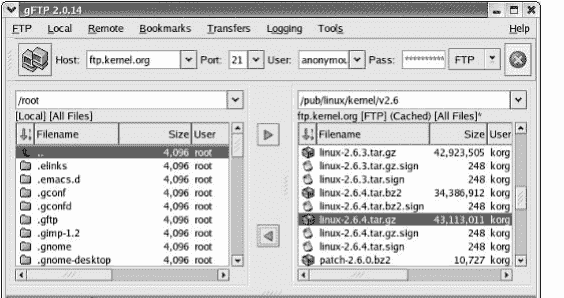 gFTP 2.0.14
FTP Local Remote Bookmarks Transfers Logging Tools Help
Host: ftp.kernel.org Port: 21 User: anonymou Pass: ********** FTP
/root
[Local] [All Files]
Filename Size User
.. 4,096 root
.elinks 4,096 root
.emacs.d 4,096 root
.gconf 4,096 root
.gconfd 4,096 root
.gftp 4,096 root
.gimp-1.2 4,096 root
.gnome 4,096 root
.gnome-desktop 4,096 root
/pub/linux/kernel/v2.6
ftp.kernel.org [FTP] (Cached) [All Files]*
Filename Size User
linux-2.6.3.tar.gz 42,923,505 korg
linux-2.6.3.tar.gz.sign 248 korg
linux-2.6.3.tar.sign 248 korg
linux-2.6.4.tar.bz2 34,386,912 korg
linux-2.6.4.tar.bz2.sign 248 korg
linux-2.6.4.tar.gz 43,113,011 korg
linux-2.6.4.tar.gz.sign 248 korg
linux-2.6.4.tar.sign 248 korg
patch-2.6.0.bz2 10,727 korg